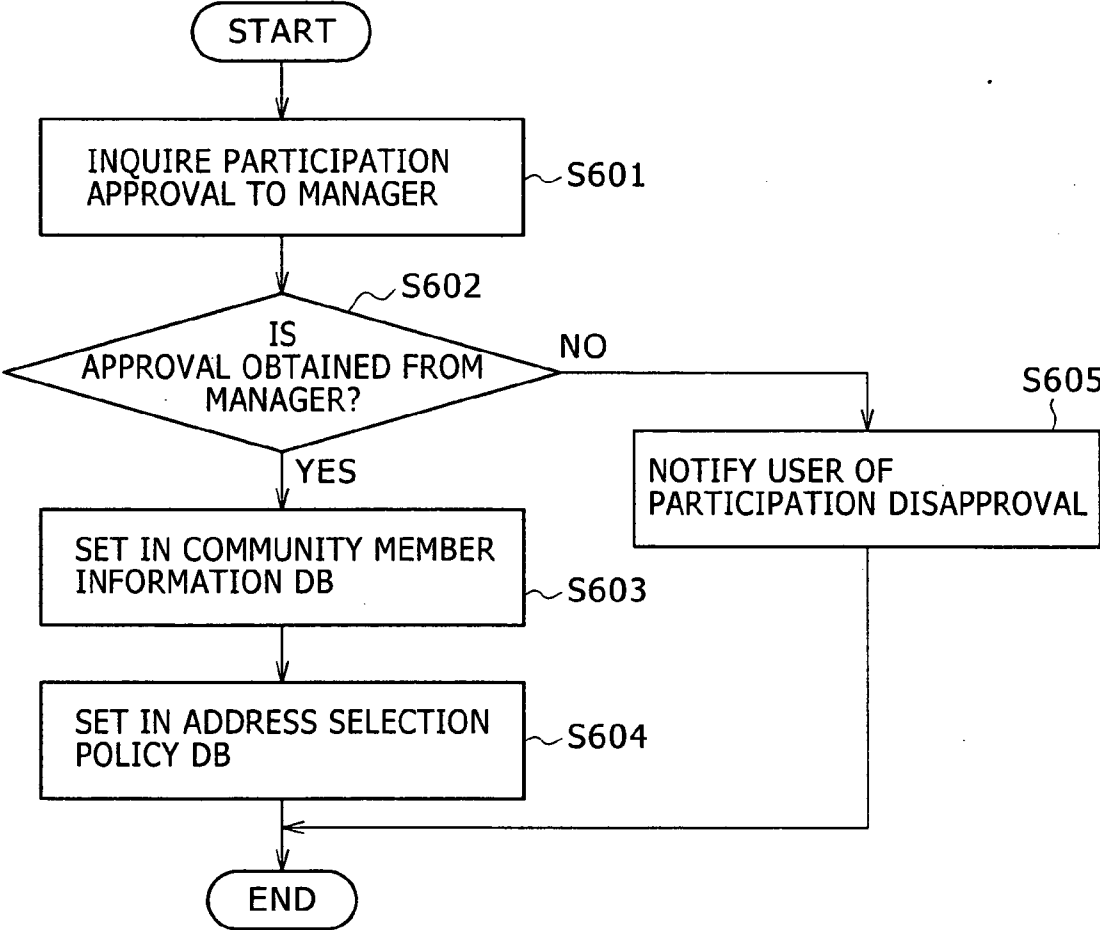 START
INQUIRE PARTICIPATION
APPROVAL TO MANAGER
S601
S602
IS
APPROVAL OBTAINED FROM
MANAGER?
NO
S605
YES
NOTIFY USER OF
PARTICIPATION DISAPPROVAL
SET IN COMMUNITY MEMBER
INFORMATION DB
S603
SET IN ADDRESS SELECTION
POLICY DB
S604
END